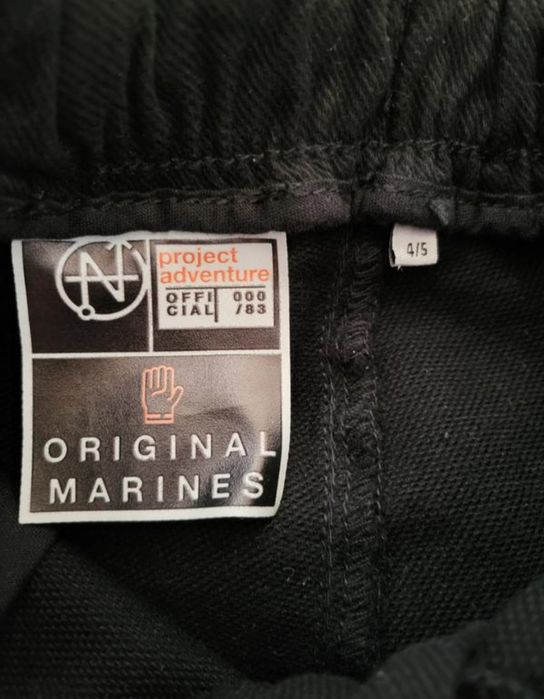 N
project
adventure
OFFI 000
CIAL /83
ORIGINAL
MARINES
4/5